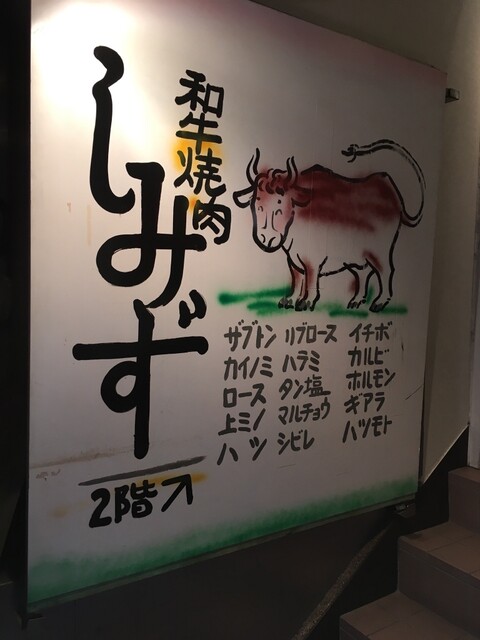 和牛焼肉
しみず
2階↗
ザブトン リブロース イチボ
カイノミ ハラミ カルビ
ロース タン塩 ホルモン
上ミノ マルチョウ ギアラ
ハツ シビレ ハツモト